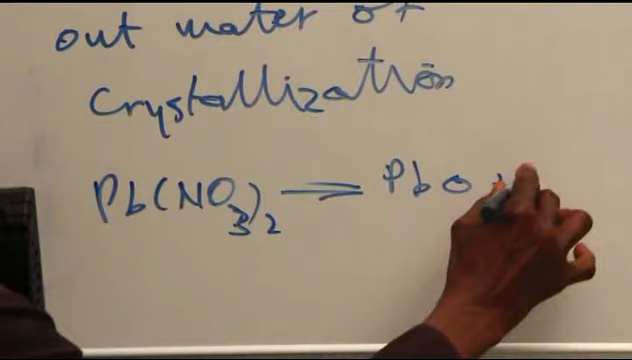 out water of
Crystallization
Pb(NO3)2 → PbO +